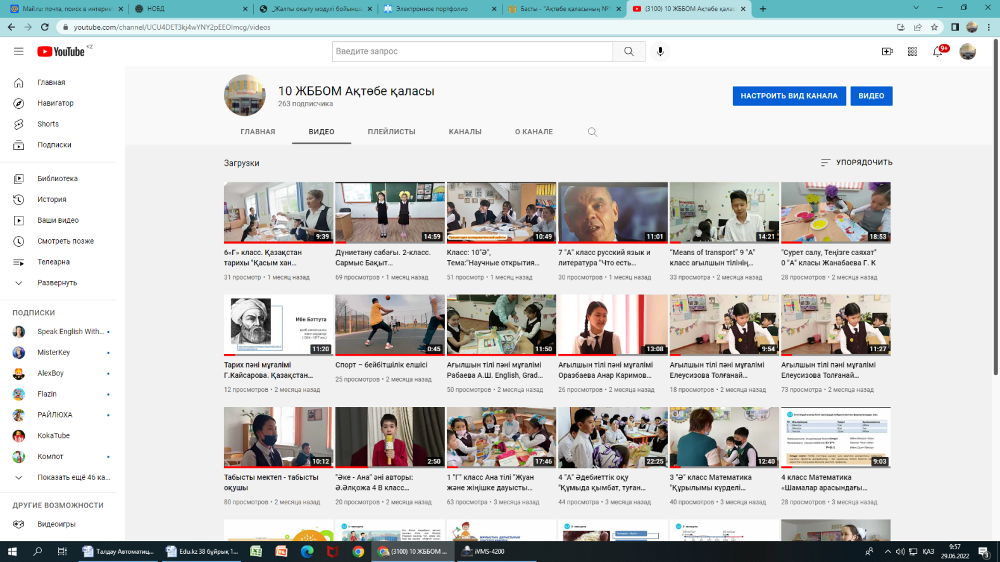 Mail.ru: почта, поиск в интернет
НОБД
_Жалпы оқыту модулі бойынша
Электронное портфолио
Басты - "Ақтөбе қаласының №
(3100) 10 ЖББОМ Ақтөбе қалас
youtube.com/channel/UCU4DET3kj4wYNY2pEEOlmcg/videos
YouTube KZ
Введите запрос
9+
Главная
Навигатор
Shorts
Подписки
Библиотека
История
Ваши видео
Смотреть позже
Телеарна
Развернуть
ПОДПИСКИ
Speak English With...
MisterKey
AlexBoy
Flazin
РАЙЛЮХА
KokaTube
Компот
Показать ещё 46 ка...
ДРУГИЕ ВОЗМОЖНОСТИ
Видеоигры
10 ЖББОМ Ақтөбе қаласы
263 подписчика
НАСТРОИТЬ ВИД КАНАЛА
ВИДЕО
ГЛАВНАЯ
ВИДЕО
ПЛЕЙЛИСТЫ
КАНАЛЫ
О КАНАЛЕ
Загрузки
УПОРЯДОЧИТЬ
9:39
6«Г» класс. Қазақстан
тарихы "Қасым хан...
31 просмотр • 1 месяц назад
14:59
Дүниетану сабағы. 2-класс.
Сармыс Бақыт...
69 просмотров • 1 месяц назад
Презентация исследовательской работы
10:49
Класс: 10"Ә",
Тема:"Научные открытия...
51 просмотр • 1 месяц назад
11:01
7 "А" класс русский язык и
литература "Что есть...
30 просмотров • 1 месяц назад
14:21
"Means of transport" 9 "А"
класс ағылшын тілінің...
33 просмотра • 2 месяца назад
18:53
"Сурет салу, Теңізге саяхат"
0 "А" класы Жанабаева Г. К
28 просмотров • 2 месяца назад
Ибн Баттута
11:20
Тарих пәні мұғалімі
Г.Кайсарова. Қазақстан...
12 просмотров • 2 месяца назад
0:45
Спорт – бейбітшілік елшісі
25 просмотров • 2 месяца назад
11:50
Ағылшын тілі пәні мұғалімі
Рабаева А.Ш. English, Grad...
50 просмотров • 2 месяца назад
13:08
Ағылшын тілі пәні мұғалімі
Оразбаева Анар Каримов...
26 просмотров • 2 месяца назад
9:54
Ағылшын тілі пәні мұғалімі
Елеусизова Толғанай...
18 просмотров • 2 месяца назад
11:27
Ағылшын тілі пәні мұғалімі
Елеусизова Толғанай...
73 просмотра • 2 месяца назад
10:12
Табысты мектеп - табысты
оқушы
80 просмотров • 2 месяца назад
2:50
"Әке - Ана" әні авторы:
Ә.Әлқожа 4 В класс...
20 просмотров • 2 месяца назад
17:46
1 "Г" класс Ана тілі "Жуан
және жіңішке дауысты...
63 просмотра • 3 месяца назад
22:25
4 "А" Әдебиеттік оқу
"Құмыда қымбат, туған...
44 просмотра • 3 месяца назад
12:40
3 "Ә" класс Математика
"Құрылымы күрделі...
40 просмотров • 3 месяца назад
9:03
4 класс Математика
«Шамалар арасындағы...
28 просмотров • 3 месяца назад
Талдау Автоматиц...
Edu.kz 38 бұйрық 1...
(3100) 10 ЖББОМ ...
iVMS-4200
ҚАЗ
9:57
29.06.2022
3